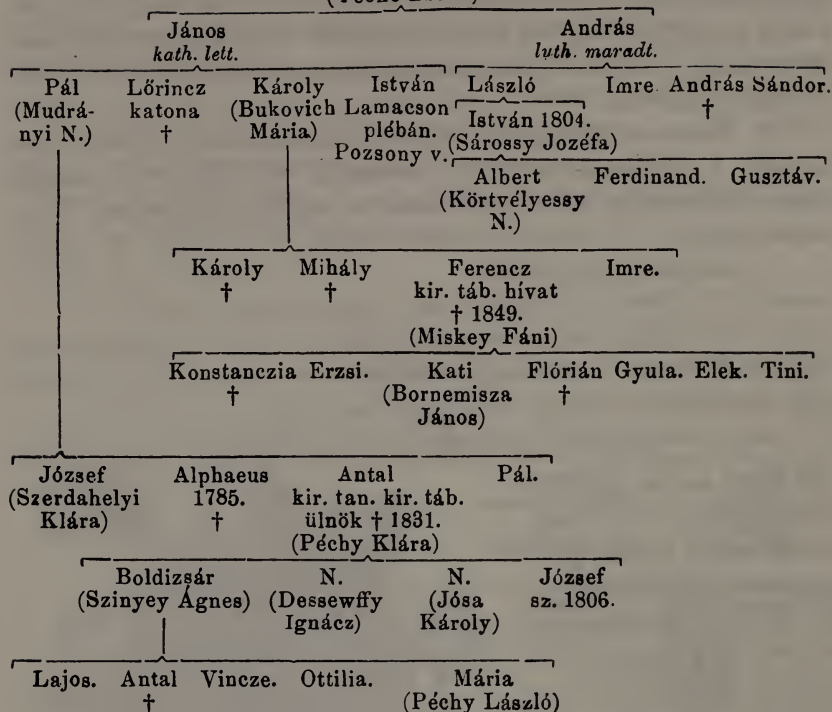 János András
kath. lett. luth. maradt.
Pál Lőrincz Károly István László Imre András Sándor.
(Mudrá- katona (Bukovich Lamacson István 1804. †
nyi N.) † Mária) plébán. (Sárossy Jozéfa)
Pozsony v.
Albert Ferdinand. Gusztáv.
(Körtvélyessy
N.)
Károly Mihály Ferencz Imre.
† † kir. táb. hívat
† 1849.
(Miskey Fáni)
Konstanczia Erzsi. Kati Flórián Gyula. Elek. Tini.
† (Bornemisza †
János)
József Alphaeus Antal Pál.
(Szerdahelyi 1785. kir. tan. kir. táb.
Klára) † ülnök † 1831.
(Péchy Klára)
Boldizsár N. N. József
(Szinyey Ágnes) (Dessewffy (Jósa sz. 1806.
Ignácz) Károly)
Lajos. Antal Vincze. Ottilia. Mária
† (Péchy László)